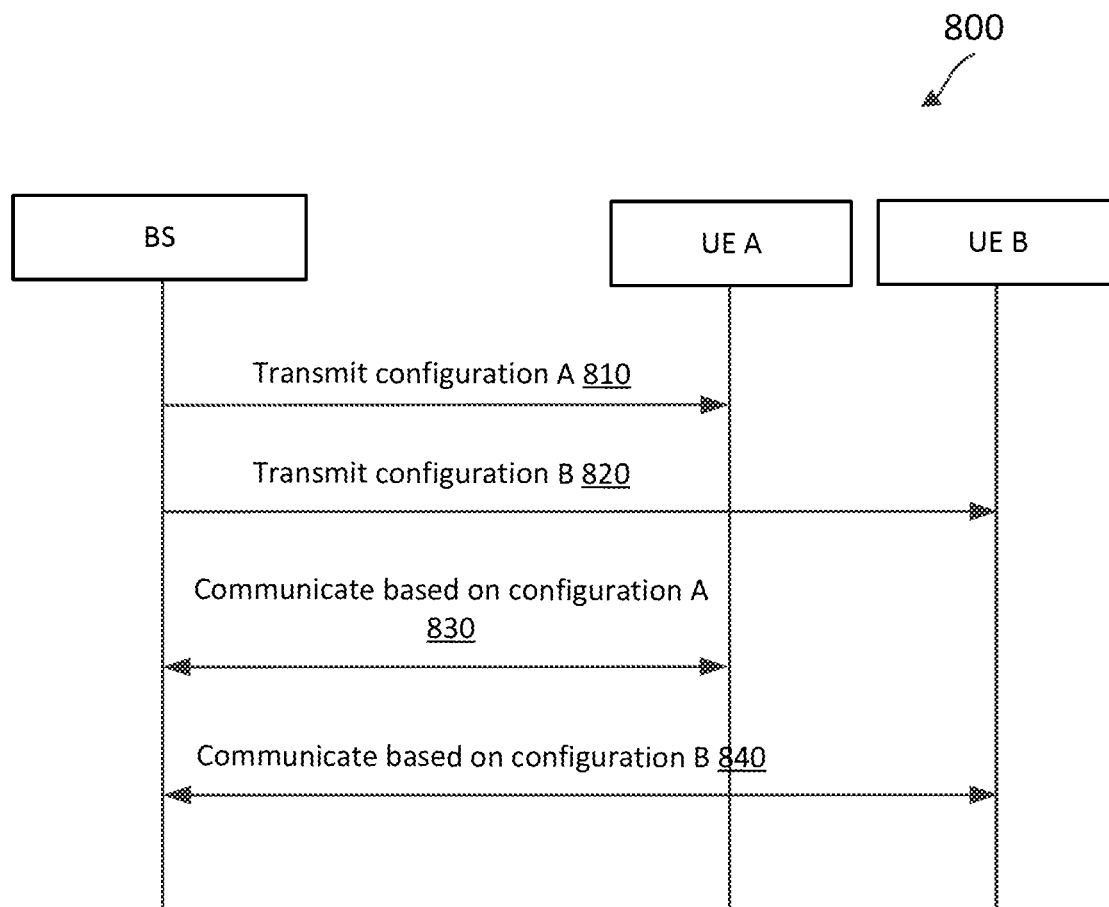 800
BS
UE A
UE B
Transmit configuration A 810
Transmit configuration B 820
Communicate based on configuration A
830
Communicate based on configuration B 840